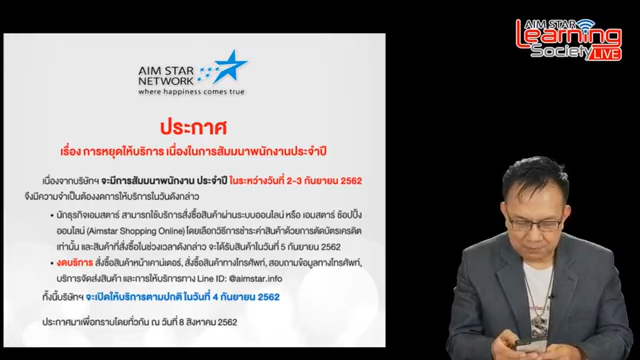 AIM STAR
Learning
Society LIVE
AIM STAR
NETWORK
where happiness comes true
ประกาศ
เรื่อง การหยุดให้บริการ เนื่องในการสัมมนาพนักงานประจำปี
เนื่องจากบริษัทฯ จะมีการสัมมนาพนักงาน ประจำปี ในระหว่างวันที่ 2-3 กันยายน 2562
จึงมีความจำเป็นต้องงดการให้บริการในวันดังกล่าว
• นักธุรกิจเอมสตาร์ สามารถใช้บริการสั่งซื้อสินค้าผ่านระบบออนไลน์ หรือ เอมสตาร์ ช้อปปิ้ง
ออนไลน์ (Aimstar Shopping Online) โดยเลือกวิธีการชำระค่าสินค้าด้วยการตัดบัตรเครดิต
เท่านั้น และสินค้าที่สั่งซื้อในช่วงเวลาดังกล่าว จะได้รับสินค้าในวันที่ 5 กันยายน 2562
• งดบริการ สั่งซื้อสินค้าหน้าเคาน์เตอร์, สั่งซื้อสินค้าทางโทรศัพท์, สอบถามข้อมูลทางโทรศัพท์,
บริการจัดส่งสินค้า และการให้บริการทาง Line ID: @aimstar.info
ทั้งนี้บริษัทฯ จะเปิดให้บริการตามปกติ ในวันที่ 4 กันยายน 2562
ประกาศมาเพื่อทราบโดยทั่วกัน ณ วันที่ 8 สิงหาคม 2562